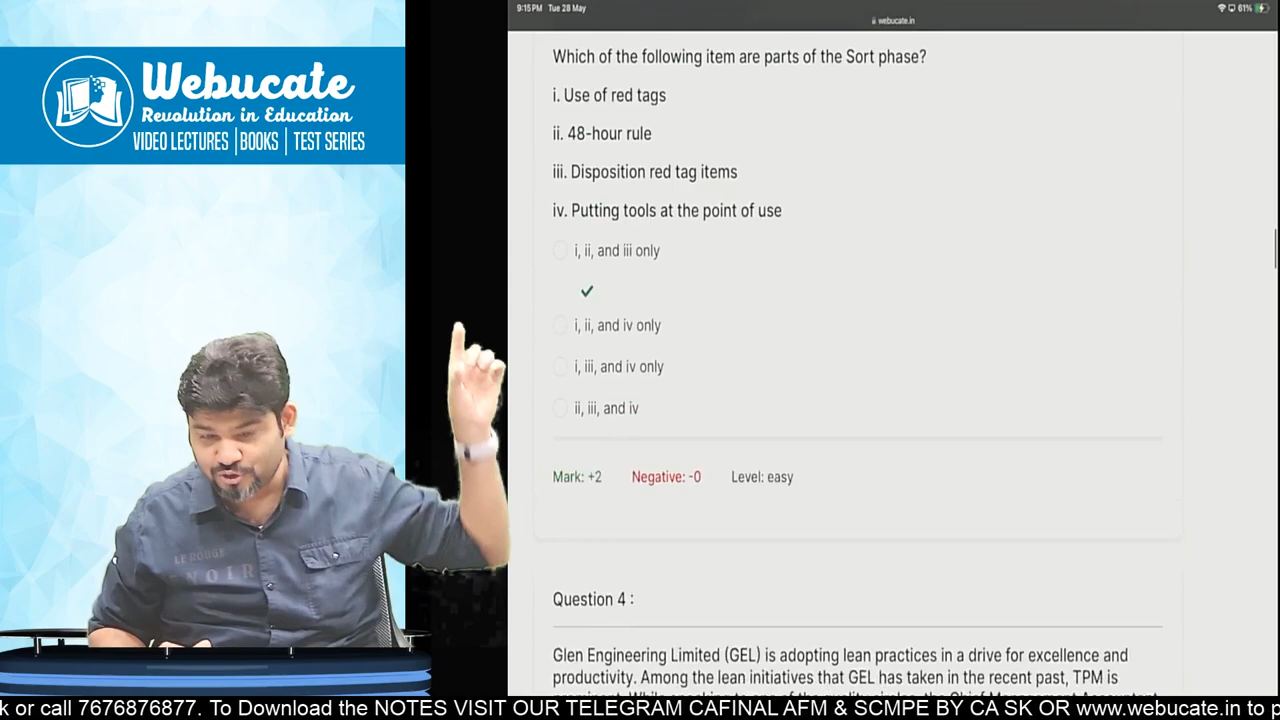 9:15PM Tue 28 May
61%
webucate.in
Webucate
Revolution in Education
VIDEO LECTURES | BOOKS | TEST SERIES
Which of the following item are parts of the Sort phase?
i. Use of red tags
ii. 48-hour rule
iii. Disposition red tag items
iv. Putting tools at the point of use
i, ii, and iii only
i, ii, and iv only
i, iii, and iv only
ii, iii, and iv
Mark: +2 Negative: -0 Level: easy
Question 4 :
Glen Engineering Limited (GEL) is adopting lean practices in a drive for excellence and
productivity. Among the lean initiatives that GEL has taken in the recent past, TPM is
LE ROUGE
NOIR
k or call 7676876877. To Download the NOTES VISIT OUR TELEGRAM CAFINAL AFM & SCMPE BY CA SK OR www.webucate.in to p